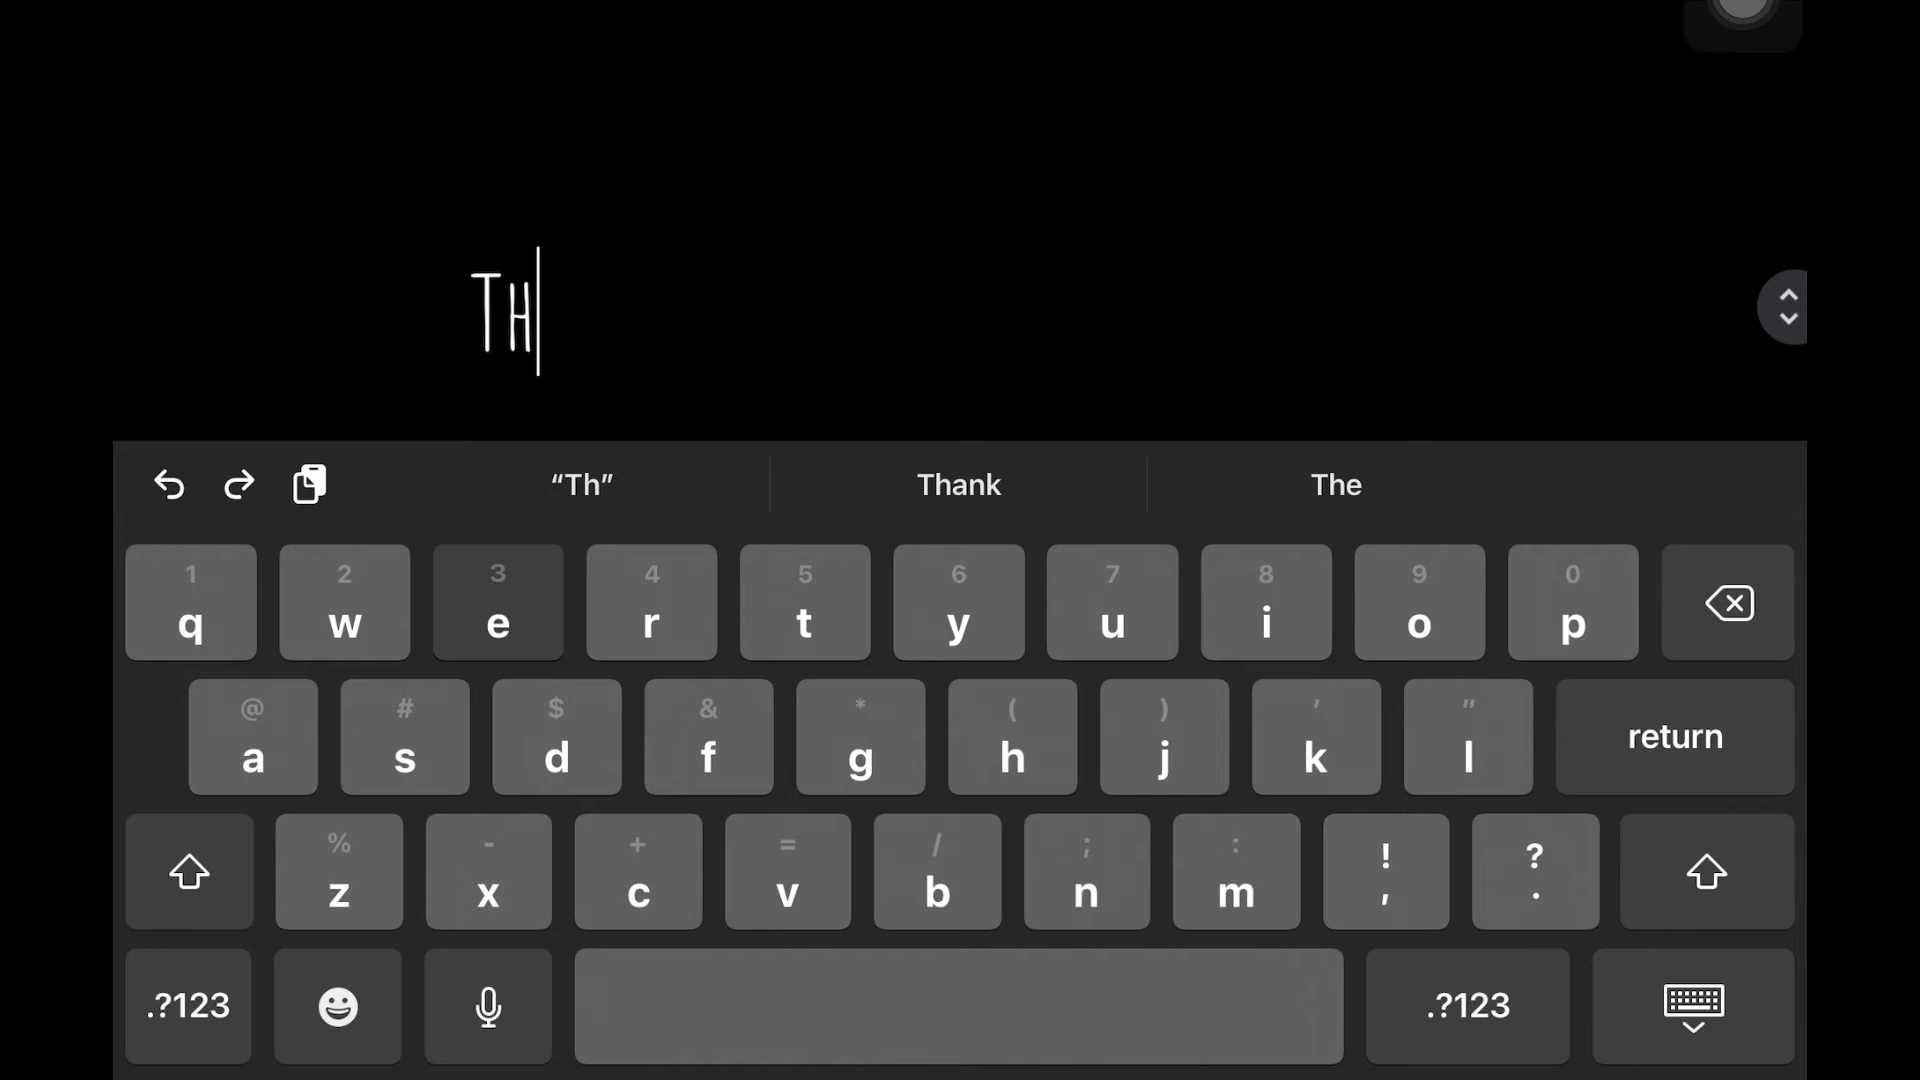 TH
“Th” Thank The
1 2 3 4 5 6 7 8 9 0
q w e r t y u i o p
@ # $ & * ( ) ' "
a s d f g h j k l return
% - + = / ; : ! ?
z x c v b n m , .
.?123 .?123